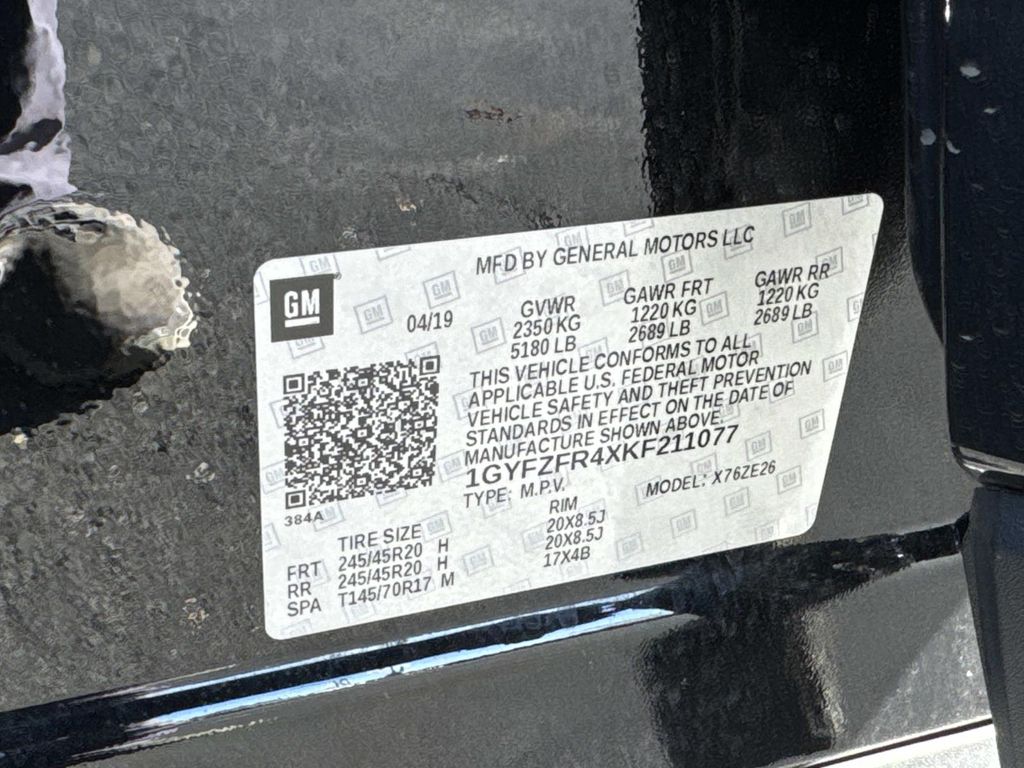 MFD BY GENERAL MOTORS LLC
GM
04/19
GVWR GAWR FRT GAWR RR
2350 KG 1220 KG 1220 KG
5180 LB 2689 LB 2689 LB
THIS VEHICLE CONFORMS TO ALL
APPLICABLE U.S. FEDERAL MOTOR
VEHICLE SAFETY AND THEFT PREVENTION
STANDARDS IN EFFECT ON THE DATE OF
MANUFACTURE SHOWN ABOVE.
1GYFZFR4XKF211077
TYPE: M.P.V. MODEL: X76ZE26
384A
TIRE SIZE RIM
FRT 245/45R20 H 20X8.5J
RR 245/45R20 H 20X8.5J
SPA T145/70R17 M 17X4B